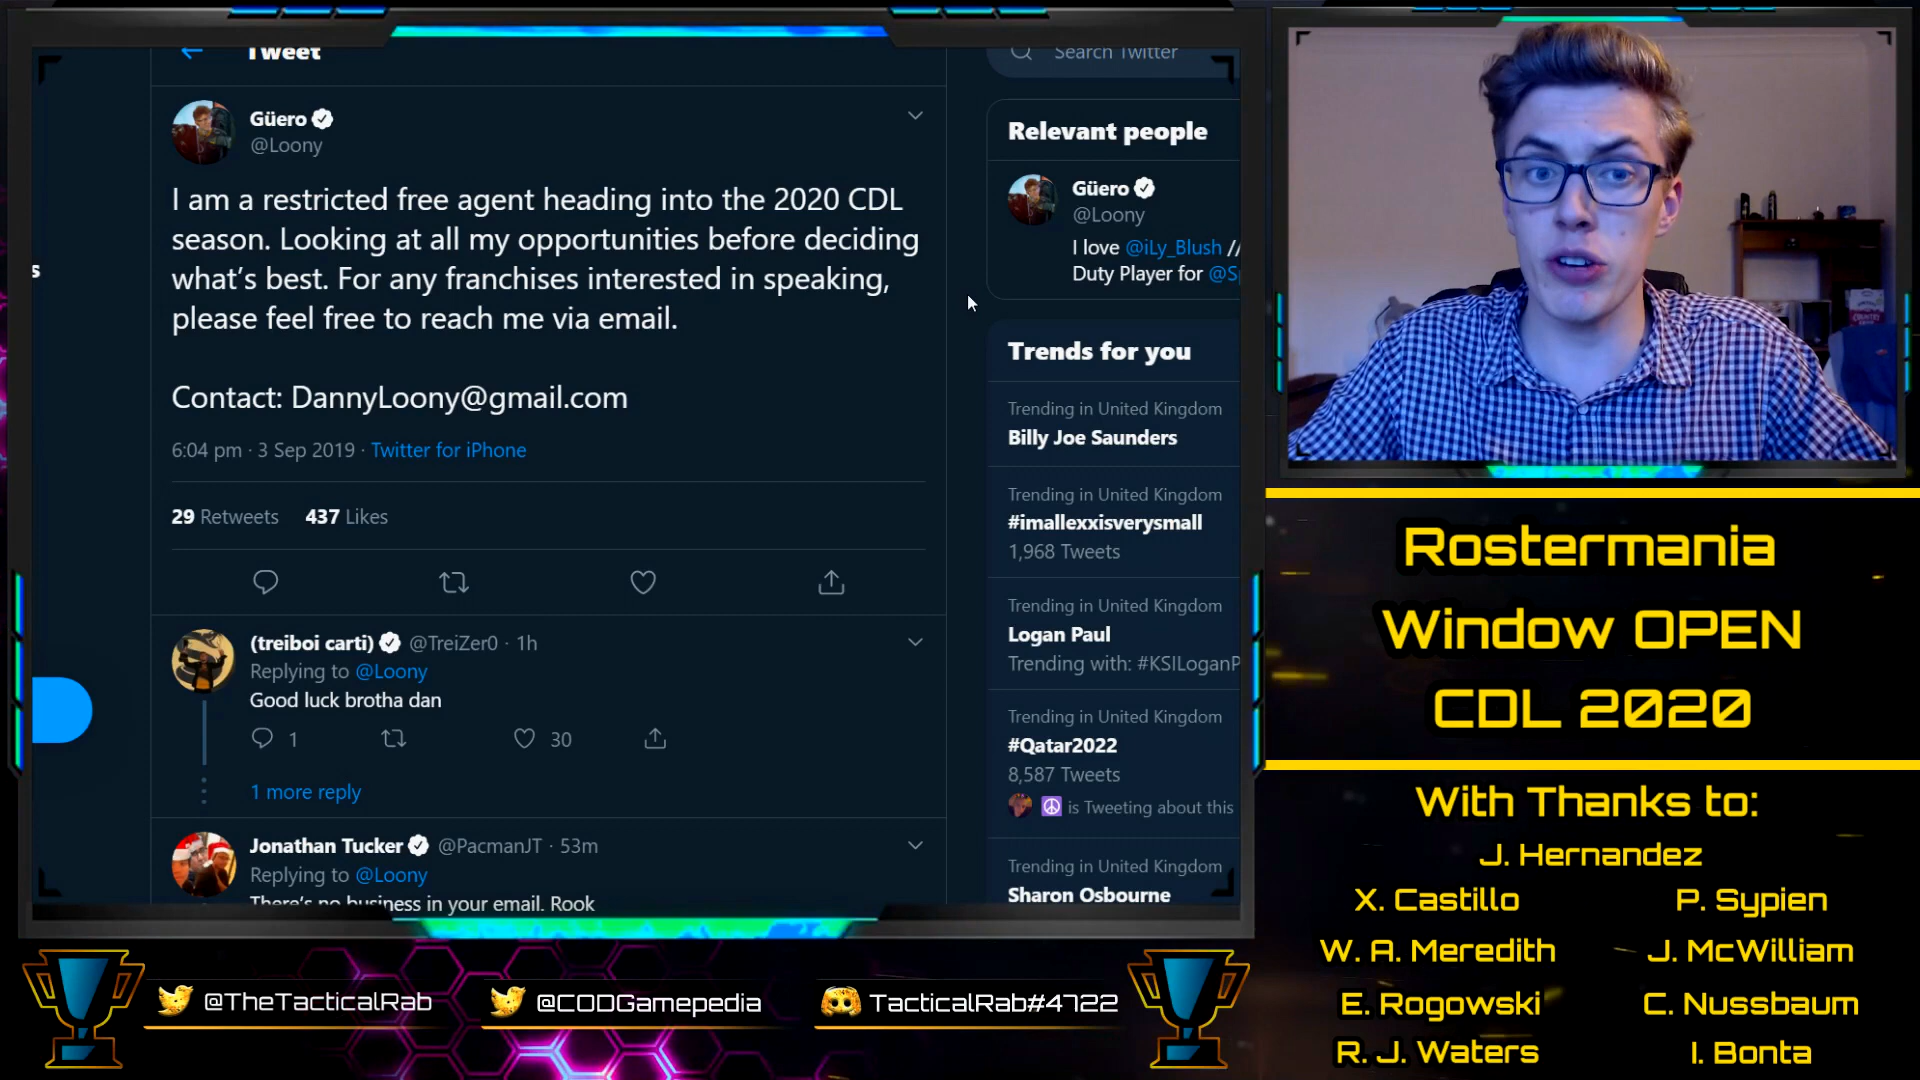 Tweet
Search Twitter
Güero
@Loony
I am a restricted free agent heading into the 2020 CDL
season. Looking at all my opportunities before deciding
what's best. For any franchises interested in speaking,
please feel free to reach me via email.
Contact: DannyLoony@gmail.com
6:04 pm · 3 Sep 2019 · Twitter for iPhone
29 Retweets 437 Likes
(treiboi carti) @TreiZer0 · 1h
Replying to @Loony
Good luck brotha dan
1
30
1 more reply
Jonathan Tucker @PacmanJT · 53m
Replying to @Loony
There's no business in your email. Rook
s
Relevant people
Güero
@Loony
I love @iLy_Blush //
Duty Player for @Sp
Trends for you
Trending in United Kingdom
Billy Joe Saunders
Trending in United Kingdom
#imallexxisverysmall
1,968 Tweets
Trending in United Kingdom
Logan Paul
Trending with: #KSILoganP
Trending in United Kingdom
#Qatar2022
8,587 Tweets
is Tweeting about this
Trending in United Kingdom
Sharon Osbourne
Rostermania
Window OPEN
CDL 2020
With Thanks to:
J. Hernandez
X. Castillo P. Sypien
W. A. Meredith J. McWilliam
E. Rogowski C. Nussbaum
R. J. Waters I. Bonta
@TheTacticalRab @CODGamepedia TacticalRab#4722